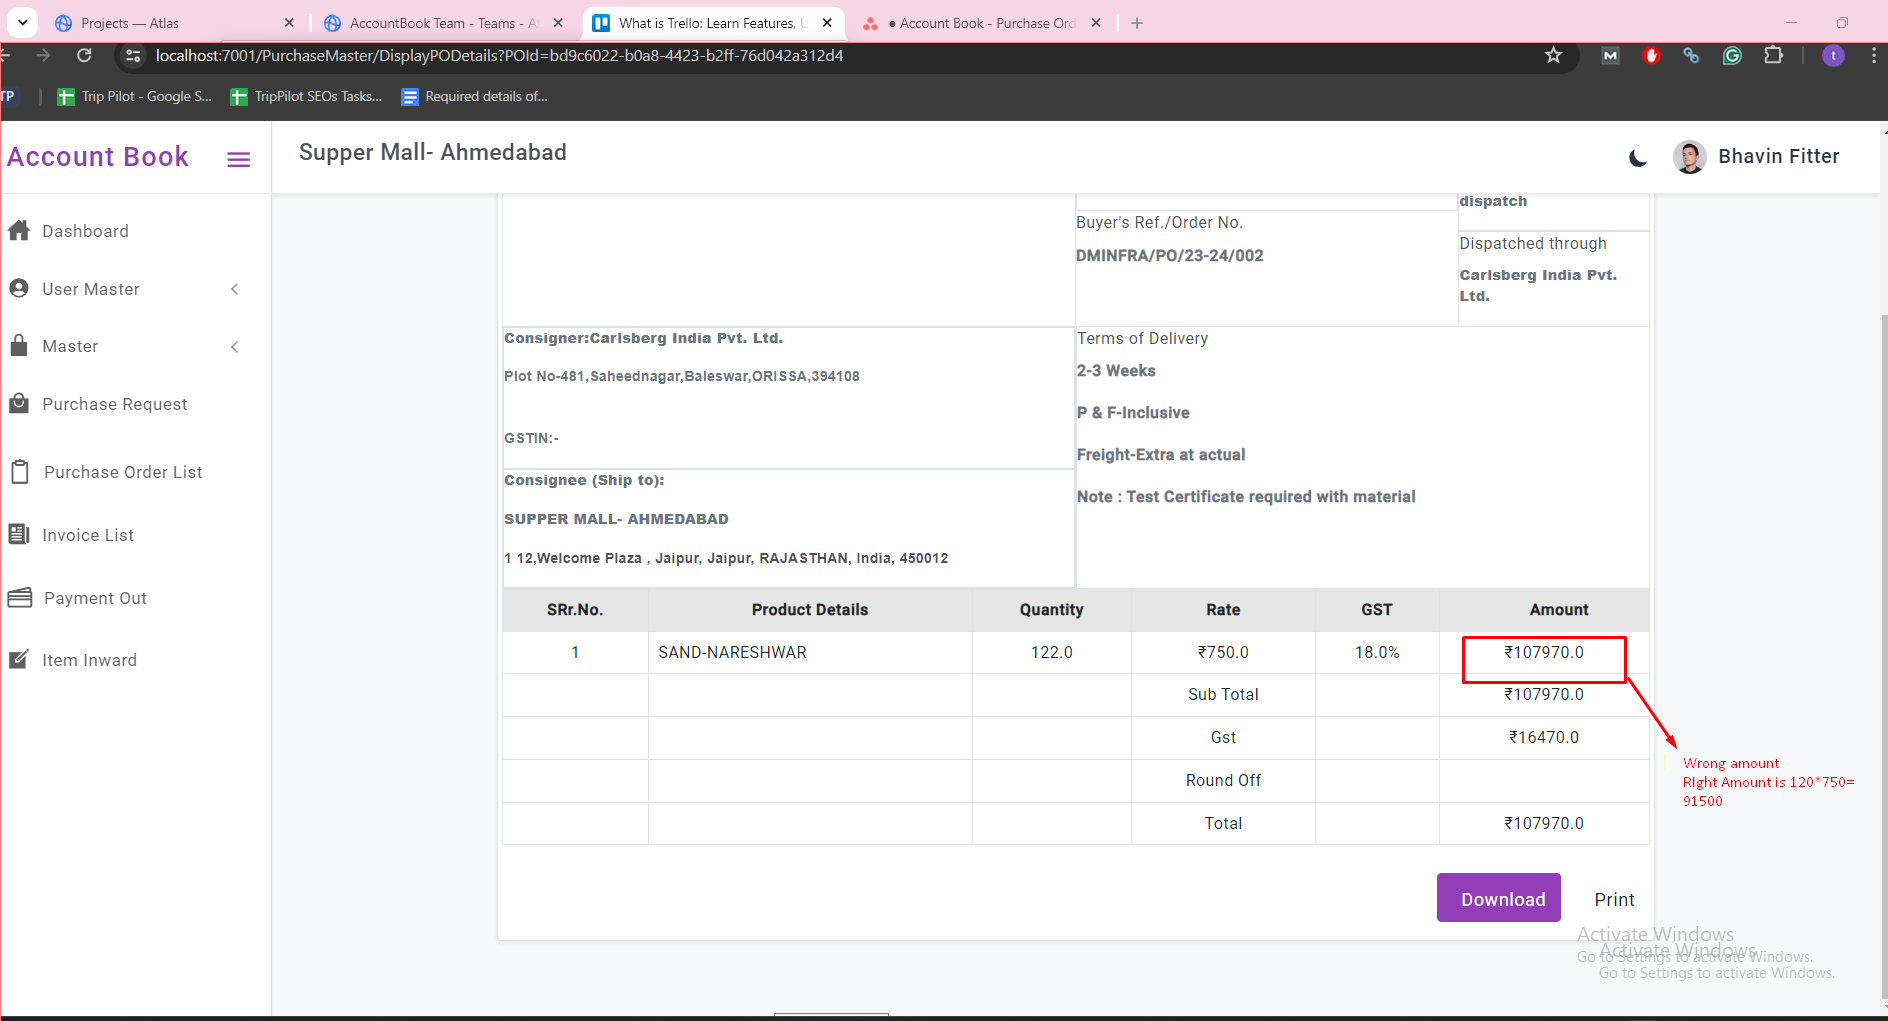 Projects — Atlas
AccountBook Team - Teams - A
What is Trello: Learn Features, U
● Account Book - Purchase Ord
localhost:7001/PurchaseMaster/DisplayPODetails?POId=bd9c6022-b0a8-4423-b2ff-76d042a312d4
M
t
TP
Trip Pilot - Google S...
TripPilot SEOs Tasks...
Required details of...
Account Book
Supper Mall- Ahmedabad
Bhavin Fitter
Dashboard
User Master
Master
Purchase Request
Purchase Order List
Invoice List
Payment Out
Item Inward
dispatch
Buyer's Ref./Order No.
DMINFRA/PO/23-24/002
Dispatched through
Carlsberg India Pvt.
Ltd.
Consigner:Carlsberg India Pvt. Ltd.
Plot No-481,Saheednagar,Baleswar,ORISSA,394108
GSTIN:-
Consignee (Ship to):
SUPPER MALL- AHMEDABAD
1 12,Welcome Plaza , Jaipur, Jaipur, RAJASTHAN, India, 450012
Terms of Delivery
2-3 Weeks
P & F-Inclusive
Freight-Extra at actual
Note : Test Certificate required with material
SRr.No. Product Details Quantity Rate GST Amount
1 SAND-NARESHWAR 122.0 ₹750.0 18.0% ₹107970.0
Sub Total ₹107970.0
Gst ₹16470.0
Round Off
Total ₹107970.0
Wrong amount
RIght Amount is 120*750=
91500
Download
Print
Activate Windows
Go to Settings to activate Windows.
Activate Windows
Go to Settings to activate Windows.